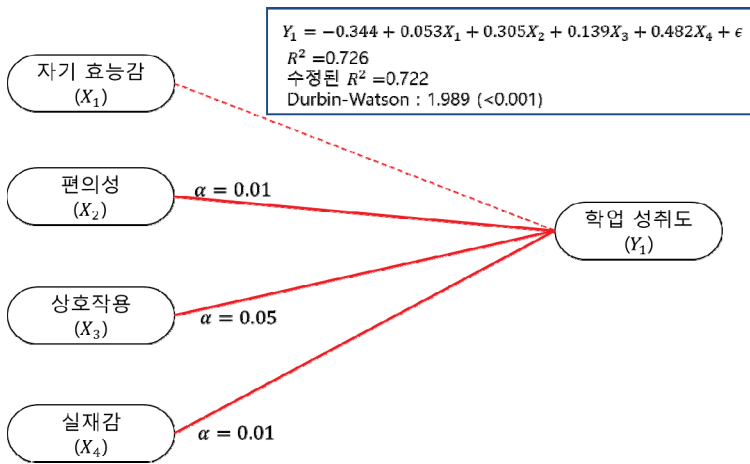 Y₁ = −0.344 + 0.053X₁ + 0.305X₂ + 0.139X₃ + 0.482X₄ + ϵ
R² =0.726
수정된 R² =0.722
Durbin-Watson : 1.989 (<0.001)
자기 효능감
(X₁)
편의성
(X₂)
α = 0.01
학업 성취도
(Y₁)
상호작용
(X₃)
α = 0.05
실재감
(X₄)
α = 0.01